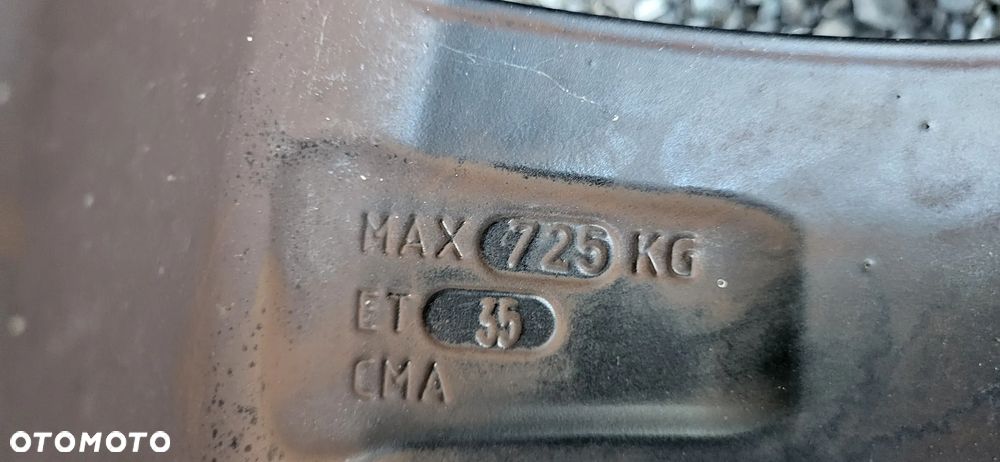 MAX 725 KG
ET 35
CMA
OTOMOTO